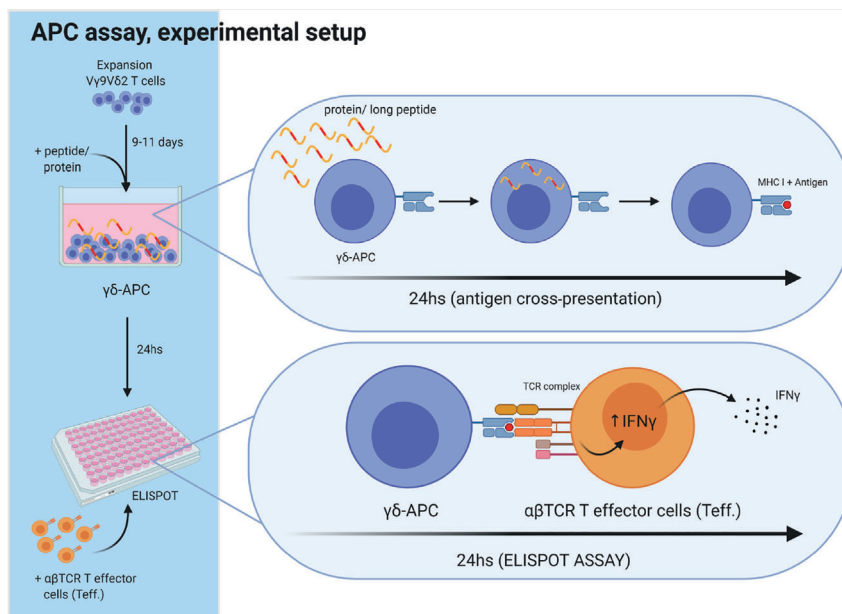 APC assay, experimental setup
Expansion
Vγ9Vδ2 T cells
9-11 days
+ peptide/
protein
γδ-APC
24hs
ELISPOT
+ αβTCR T effector
cells (Teff.)
protein/ long peptide
γδ-APC
MHC I + Antigen
24hs (antigen cross-presentation)
TCR complex
↑IFNγ
IFNγ
γδ-APC
αβTCR T effector cells (Teff.)
24hs (ELISPOT ASSAY)